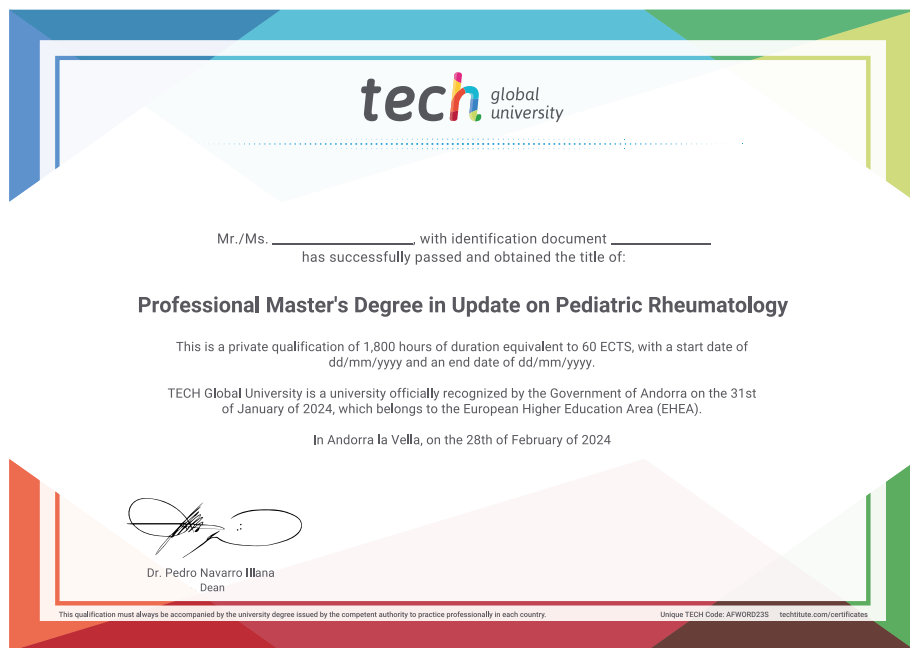 tech global
university
Mr./Ms. ____________, with identification document ____________
has successfully passed and obtained the title of:
Professional Master's Degree in Update on Pediatric Rheumatology
This is a private qualification of 1,800 hours of duration equivalent to 60 ECTS, with a start date of
dd/mm/yyyy and an end date of dd/mm/yyyy.
TECH Global University is a university officially recognized by the Government of Andorra on the 31st
of January of 2024, which belongs to the European Higher Education Area (EHEA).
In Andorra la Vella, on the 28th of February of 2024
Dr. Pedro Navarro Illana
Dean
This qualification must always be accompanied by the university degree issued by the competent authority to practice professionally in each country.
Unique TECH Code: AFWORD23S techtitute.com/certificates